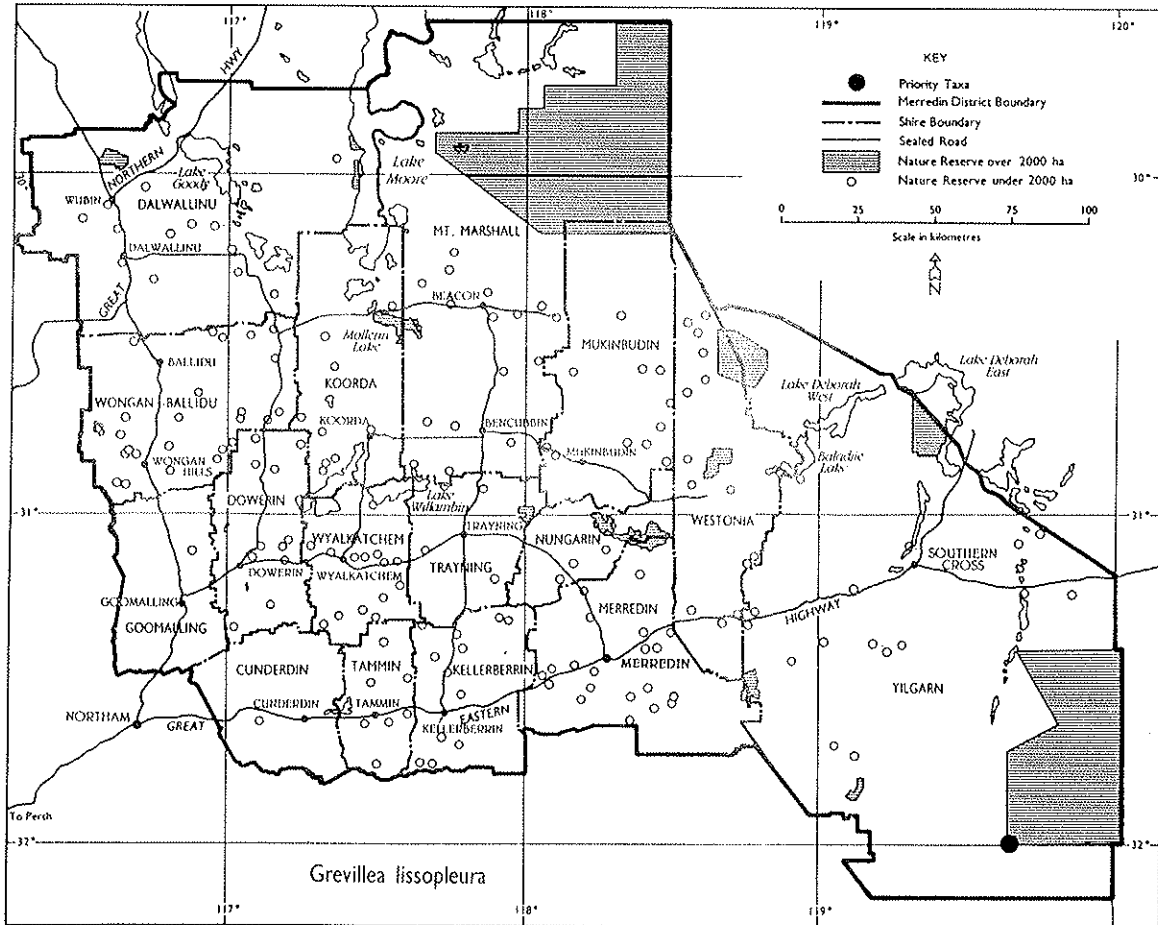 117°
118°
119°
120°
KEY
Priority Taxa
Merredin District Boundary
Shire Boundary
Sealed Road
Nature Reserve over 2000 ha
Nature Reserve under 2000 ha
0 25 50 75 100
Scale in kilometres
N
HWY
NORTHERN
Lake Goody
Lake Moore
30°
30°
WUBIN
DALWALLINU
MT. MARSHALL
DALWALLINU
GREAT
BEACON
Mollerin Lake
MUKINBUDIN
BALLIDU
KOORDA
Lake Deborah East
Lake Deborah West
WONGAN BALLIDU
KOORDA
BENCUBBIN
MUKINBUDIN
Baladjie Lake
WONGAN HILLS
DOWERIN
Lake Wallambin
31°
31°
WYALKATCHEM
TRAYNING
NUNGARIN
WESTONIA
SOUTHERN CROSS
DOWERIN
WYALKATCHEM
TRAYNING
GOOMALLING
GOOMALLING
MERREDIN
HIGHWAY
CUNDERDIN
TAMMIN
KELLERBERRIN
MERREDIN
YILGARN
NORTHAM
GREAT
CUNDERDIN
TAMMIN
EASTERN
KELLERBERRIN
To Perth
32°
32°
Grevillea lissopleura
117°
118°
119°